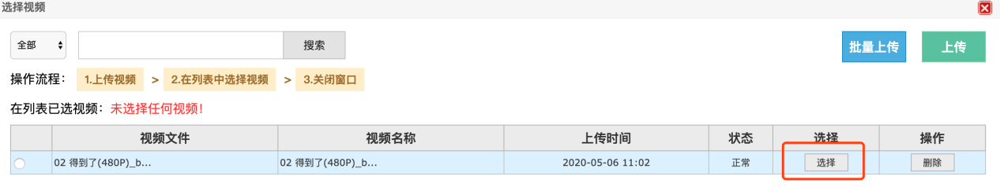 选择视频
全部 搜索 批量上传 上传
操作流程： 1.上传视频 > 2.在列表中选择视频 > 3.关闭窗口
在列表已选视频：未选择任何视频！
视频文件 视频名称 上传时间 状态 选择 操作
02 得到了(480P)_b... 02 得到了(480P)_b... 2020-05-06 11:02 正常 选择 删除